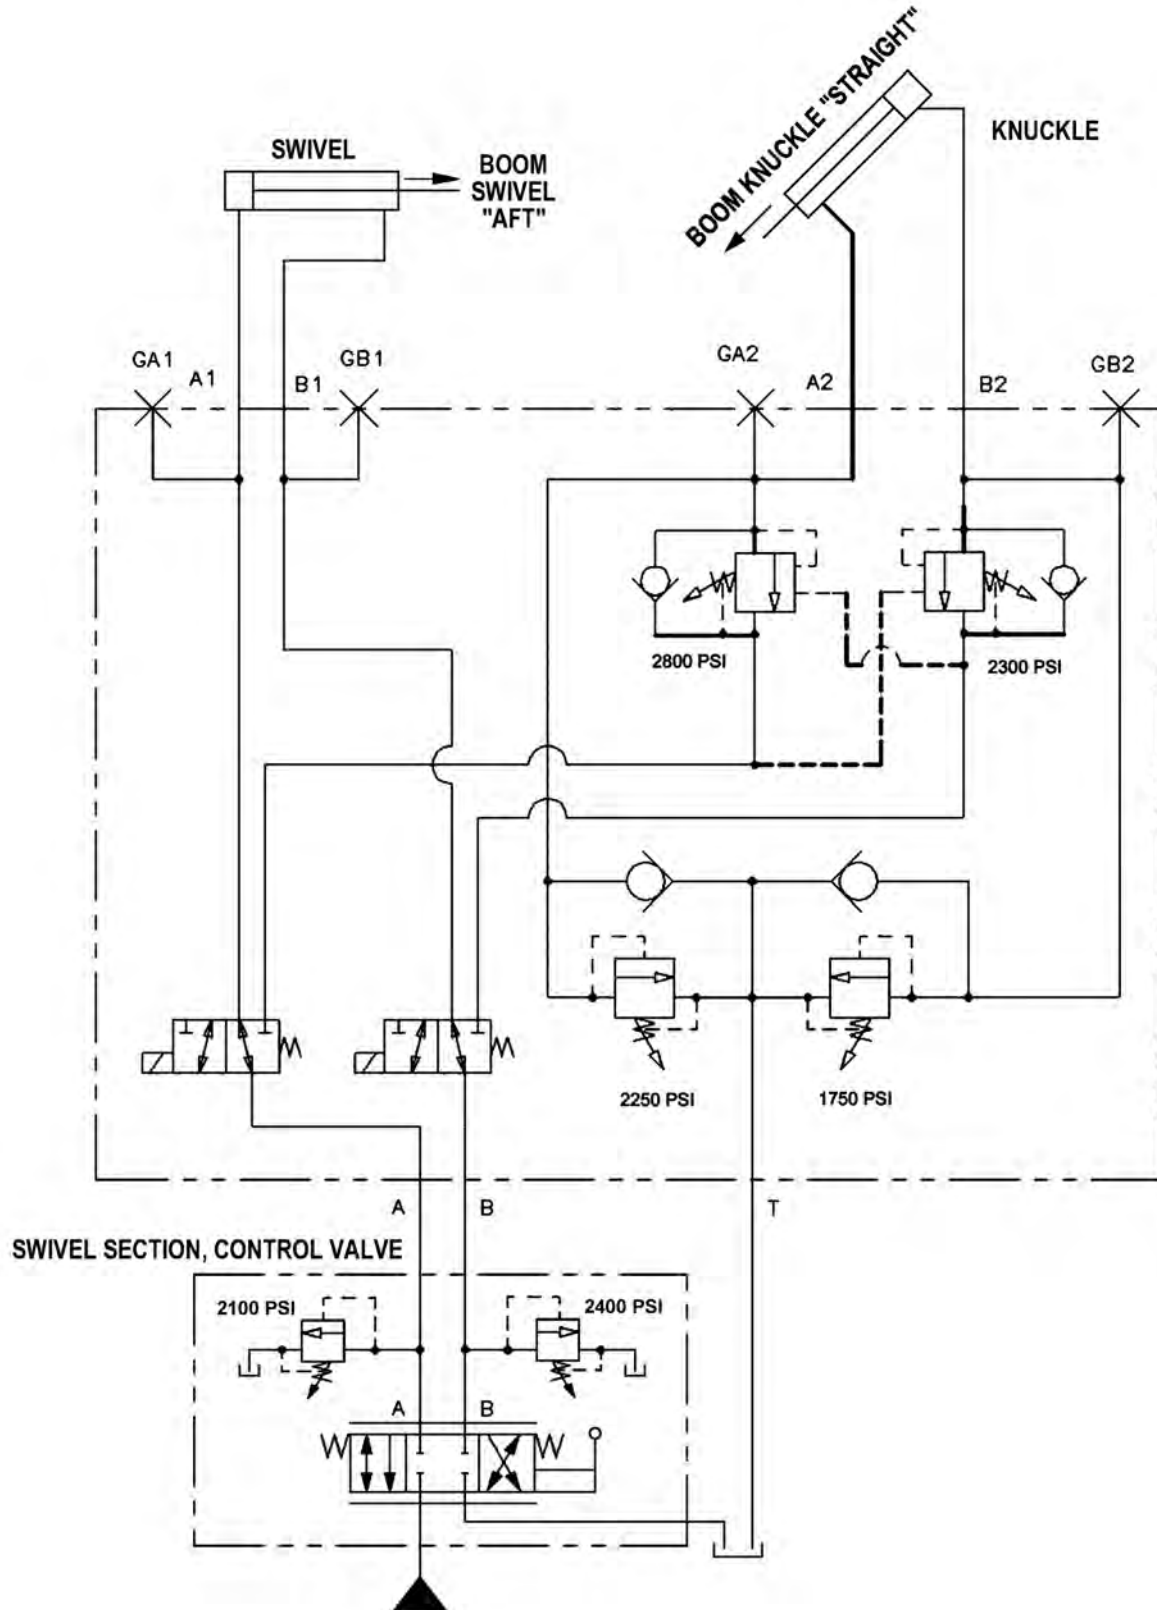 BOOM KNUCKLE "STRAIGHT"
KNUCKLE
SWIVEL
BOOM
SWIVEL
"AFT"
GA1
A1
B1
GB1
GA2
A2
B2
GB2
2800 PSI
2300 PSI
2250 PSI
1750 PSI
A
B
T
SWIVEL SECTION, CONTROL VALVE
2100 PSI
2400 PSI
A
B